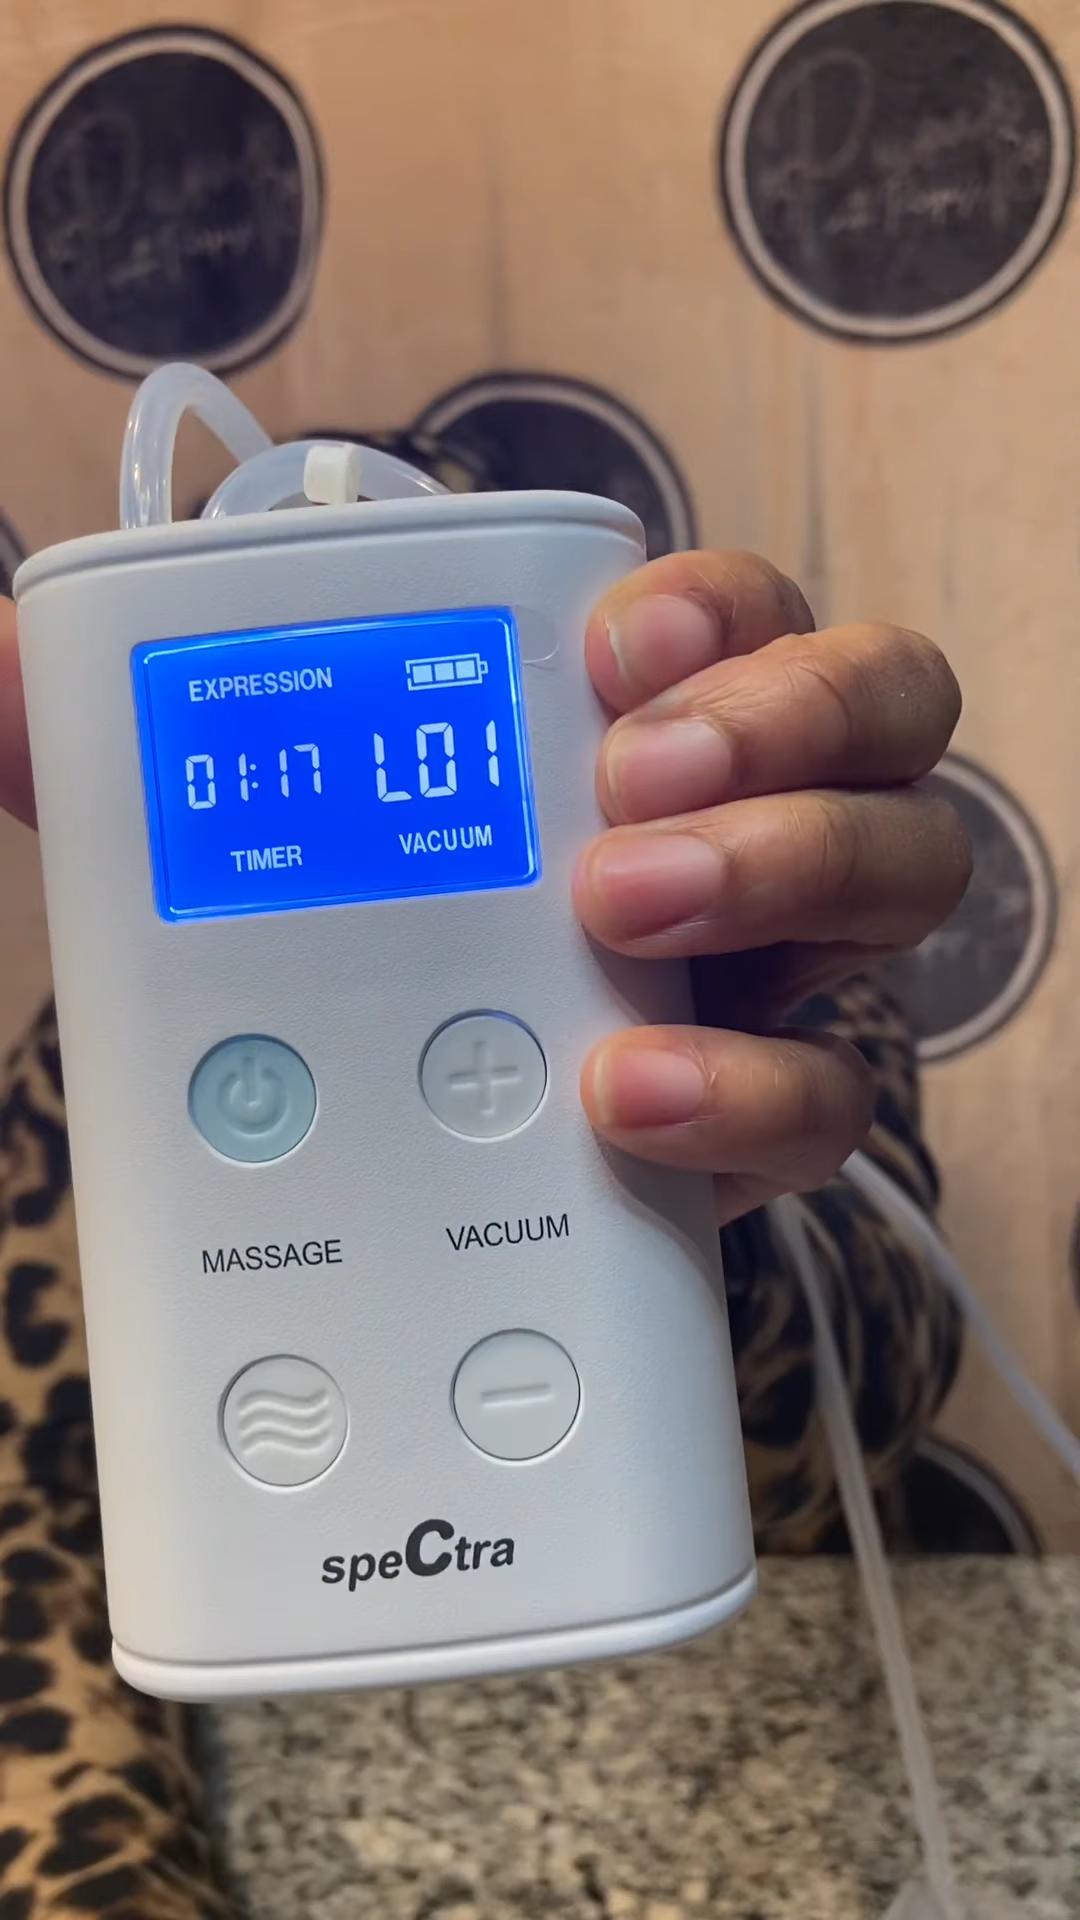 EXPRESSION
01:17 L01
TIMER VACUUM
MASSAGE VACUUM
speCtra